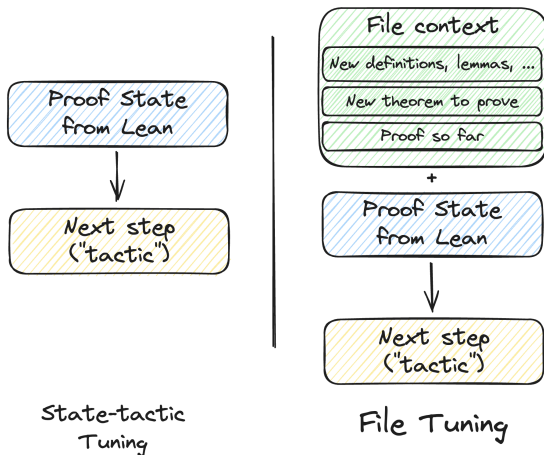 Proof State
from Lean
Next step
("tactic")
State-tactic
Tuning
File context
New definitions, lemmas, ...
New theorem to prove
Proof so far
+
Proof State
from Lean
Next step
("tactic")
File Tuning